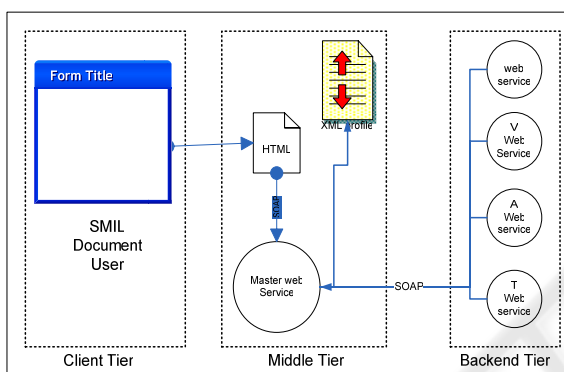 Form Title
SMIL
Document
User
Client Tier
HTML
SOAP
XML Profile
Master web
Service
Middle Tier
SOAP
web
service
V
Web
Service
A
Web
service
T
Web
service
Backend Tier